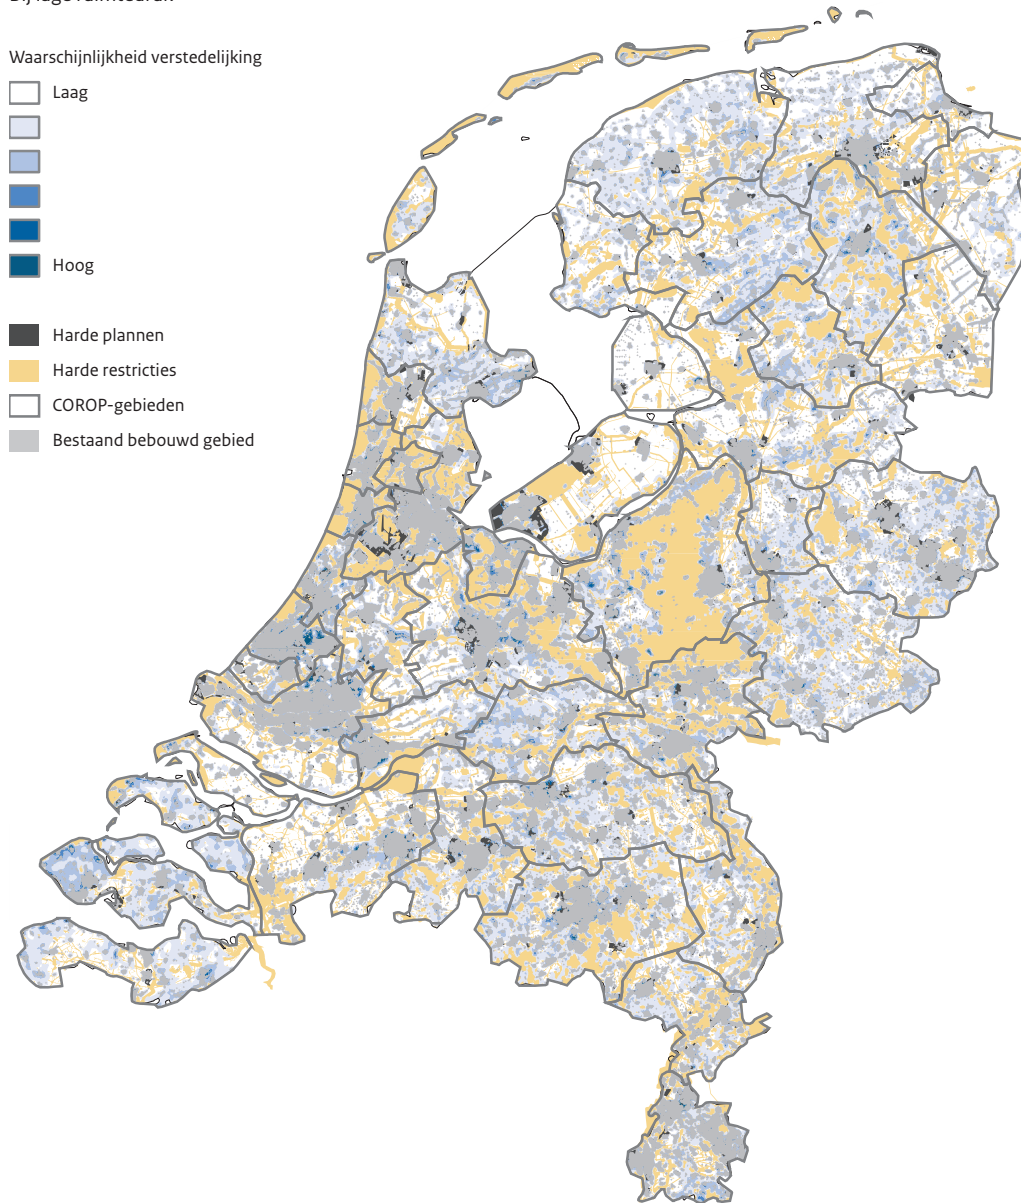 Waarschijnlijkheid verstedelijking
Laag
Hoog
Harde plannen
Harde restricties
COROP-gebieden
Bestaand bebouwd gebied